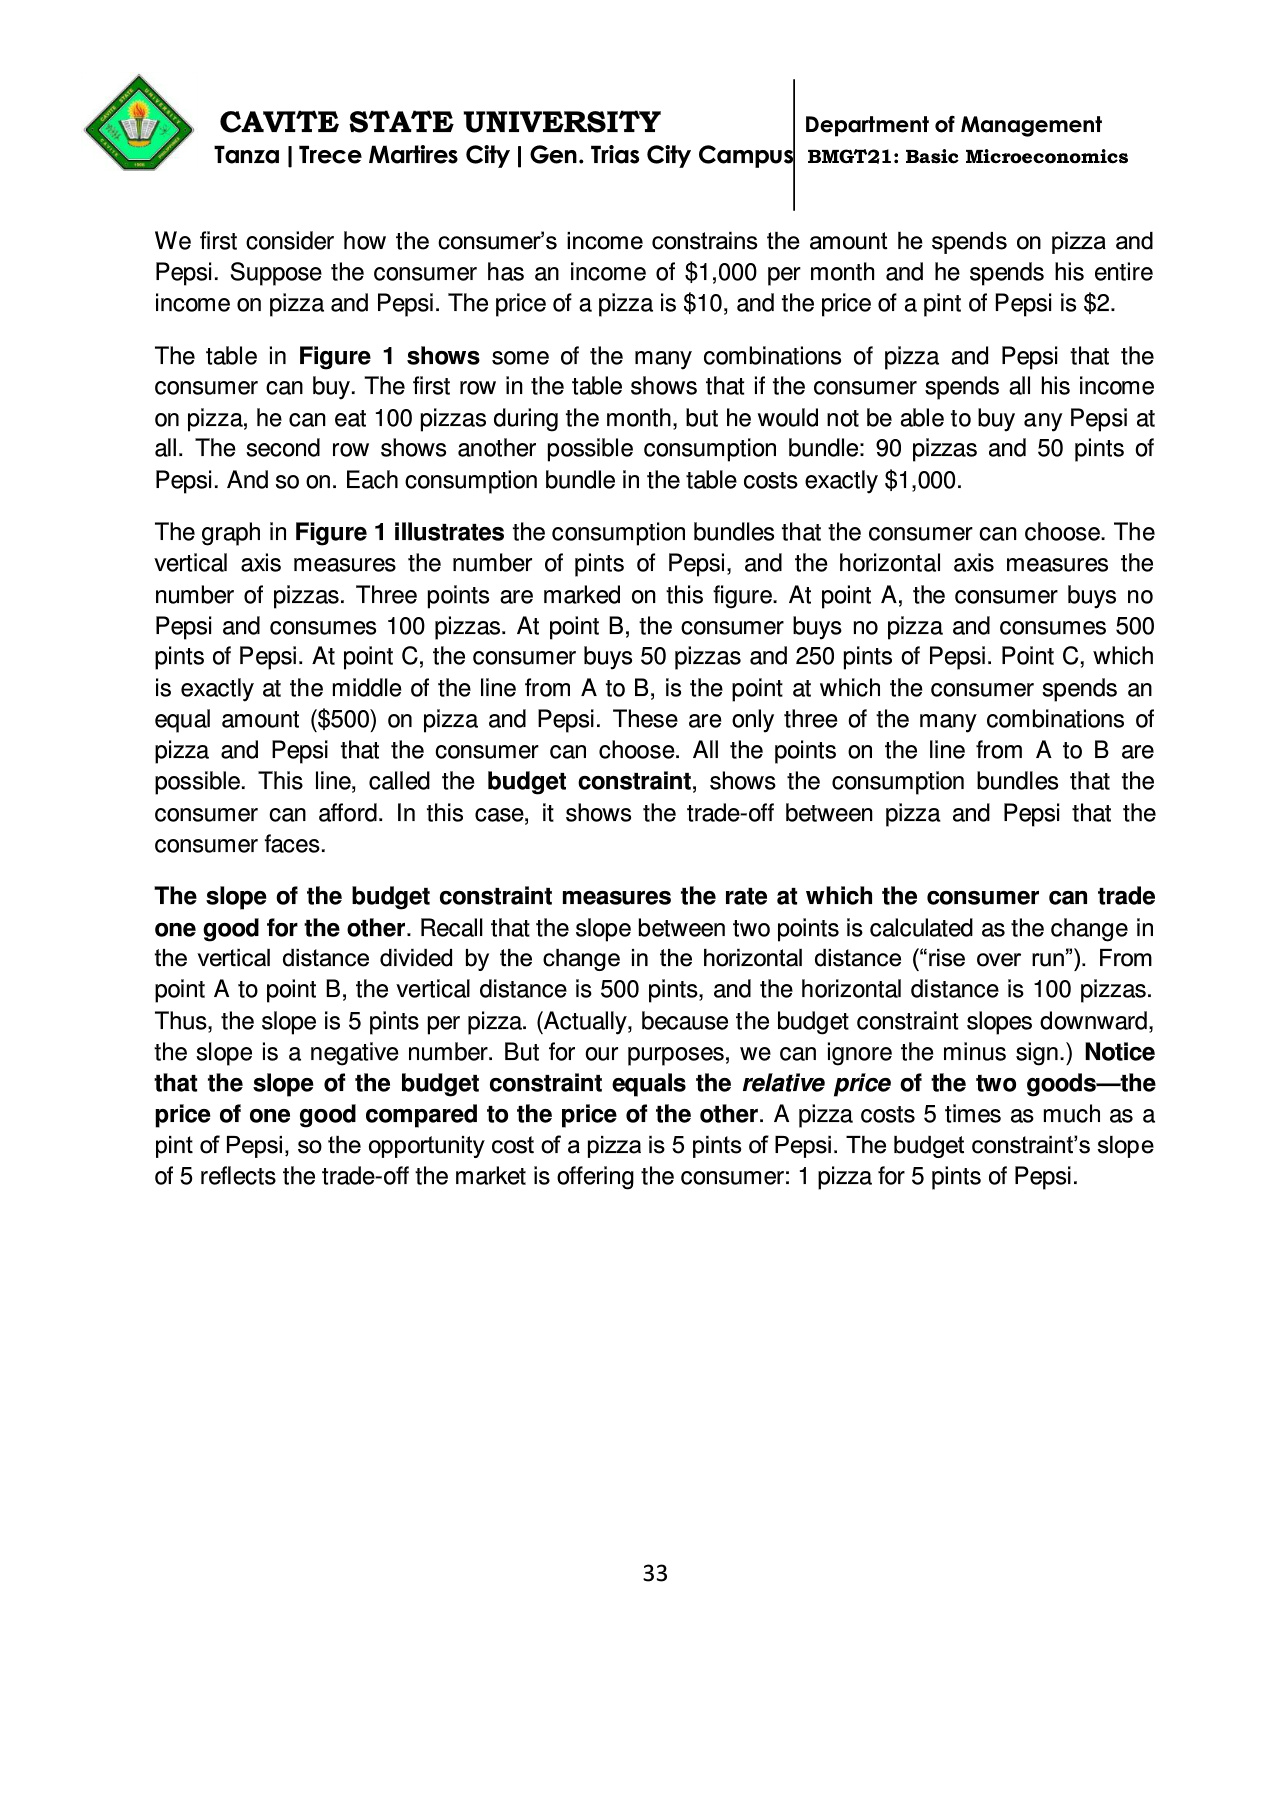 CAVITE STATE UNIVERSITY
Tanza | Trece Martires City | Gen. Trias City Campus
Department of Management
BMGT21: Basic Microeconomics
We first consider how the consumer’s income constrains the amount he spends on pizza and
Pepsi. Suppose the consumer has an income of $1,000 per month and he spends his entire
income on pizza and Pepsi. The price of a pizza is $10, and the price of a pint of Pepsi is $2.
The table in Figure 1 shows some of the many combinations of pizza and Pepsi that the
consumer can buy. The first row in the table shows that if the consumer spends all his income
on pizza, he can eat 100 pizzas during the month, but he would not be able to buy any Pepsi at
all. The second row shows another possible consumption bundle: 90 pizzas and 50 pints of
Pepsi. And so on. Each consumption bundle in the table costs exactly $1,000.
The graph in Figure 1 illustrates the consumption bundles that the consumer can choose. The
vertical axis measures the number of pints of Pepsi, and the horizontal axis measures the
number of pizzas. Three points are marked on this figure. At point A, the consumer buys no
Pepsi and consumes 100 pizzas. At point B, the consumer buys no pizza and consumes 500
pints of Pepsi. At point C, the consumer buys 50 pizzas and 250 pints of Pepsi. Point C, which
is exactly at the middle of the line from A to B, is the point at which the consumer spends an
equal amount ($500) on pizza and Pepsi. These are only three of the many combinations of
pizza and Pepsi that the consumer can choose. All the points on the line from A to B are
possible. This line, called the budget constraint, shows the consumption bundles that the
consumer can afford. In this case, it shows the trade-off between pizza and Pepsi that the
consumer faces.
The slope of the budget constraint measures the rate at which the consumer can trade
one good for the other. Recall that the slope between two points is calculated as the change in
the vertical distance divided by the change in the horizontal distance (“rise over run”). From
point A to point B, the vertical distance is 500 pints, and the horizontal distance is 100 pizzas.
Thus, the slope is 5 pints per pizza. (Actually, because the budget constraint slopes downward,
the slope is a negative number. But for our purposes, we can ignore the minus sign.) Notice
that the slope of the budget constraint equals the relative price of the two goods—the
price of one good compared to the price of the other. A pizza costs 5 times as much as a
pint of Pepsi, so the opportunity cost of a pizza is 5 pints of Pepsi. The budget constraint’s slope
of 5 reflects the trade-off the market is offering the consumer: 1 pizza for 5 pints of Pepsi.
33